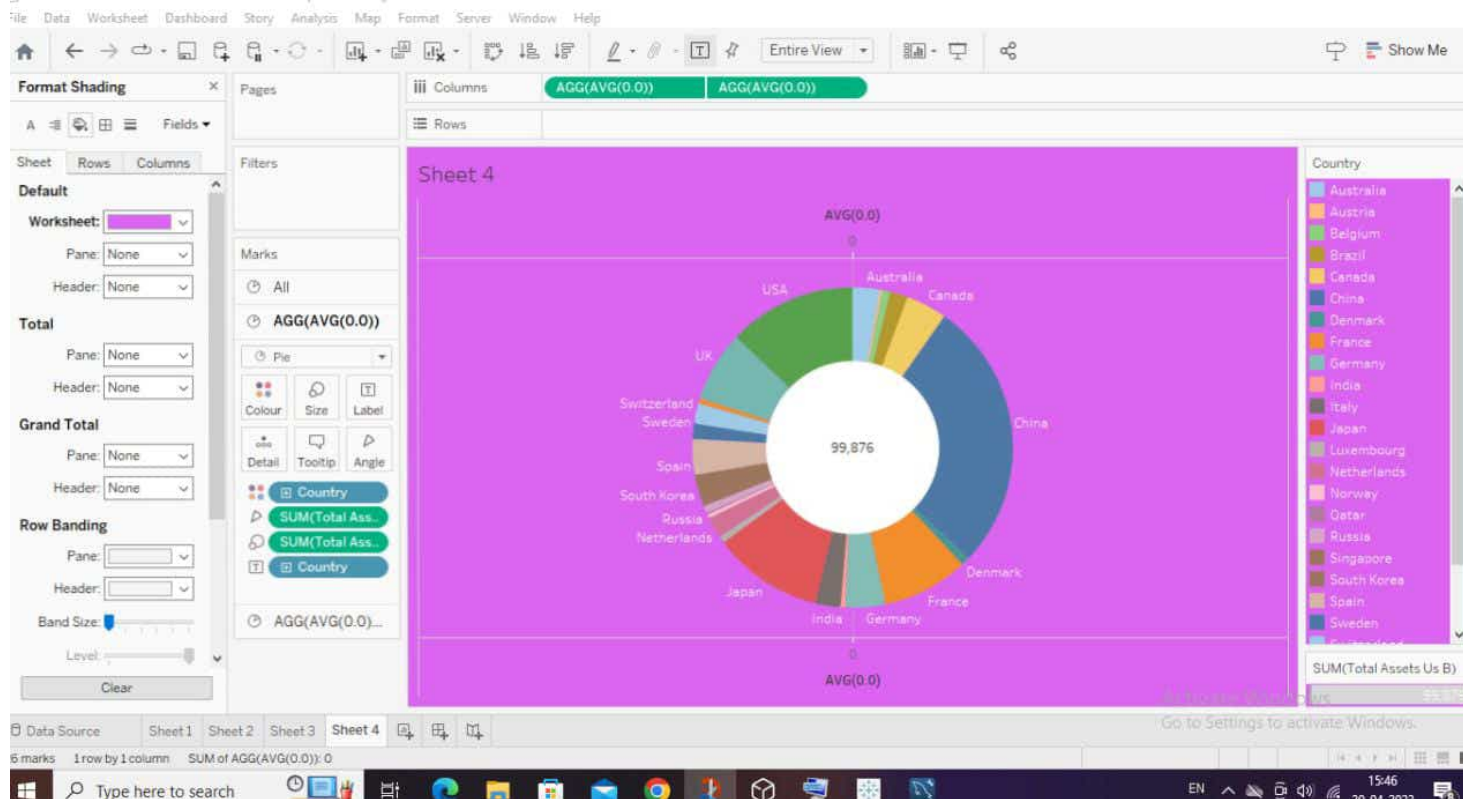 File Data Worksheet Dashboard Story Analysis Map Format Server Window Help
Entire View
Show Me
Format Shading
Fields
Sheet Rows Columns
Default
Worksheet:
Pane: None
Header: None
Total
Pane: None
Header: None
Grand Total
Pane: None
Header: None
Row Banding
Pane:
Header:
Band Size:
Level:
Clear
Pages
Filters
Marks
All
AGG(AVG(0.0))
Pie
Colour Size Label
Detail Tooltip Angle
Country
SUM(Total Ass..
SUM(Total Ass..
Country
AGG(AVG(0.0)...
Columns AGG(AVG(0.0)) AGG(AVG(0.0))
Rows
Sheet 4
AVG(0.0)
0
Australia
USA
Canada
UK
Switzerland
Sweden
China
99,876
Spain
South Korea
Russia
Netherlands
Denmark
Japan
France
India Germany
0
AVG(0.0)
Country
Australia
Austria
Belgium
Brazil
Canada
China
Denmark
France
Germany
India
Italy
Japan
Luxembourg
Netherlands
Norway
Qatar
Russia
Singapore
South Korea
Spain
Sweden
SUM(Total Assets Us B)
Go to Settings to activate Windows.
Data Source Sheet 1 Sheet 2 Sheet 3 Sheet 4
6 marks 1 row by 1 column SUM of AGG(AVG(0.0)): 0
Type here to search
EN
15:46